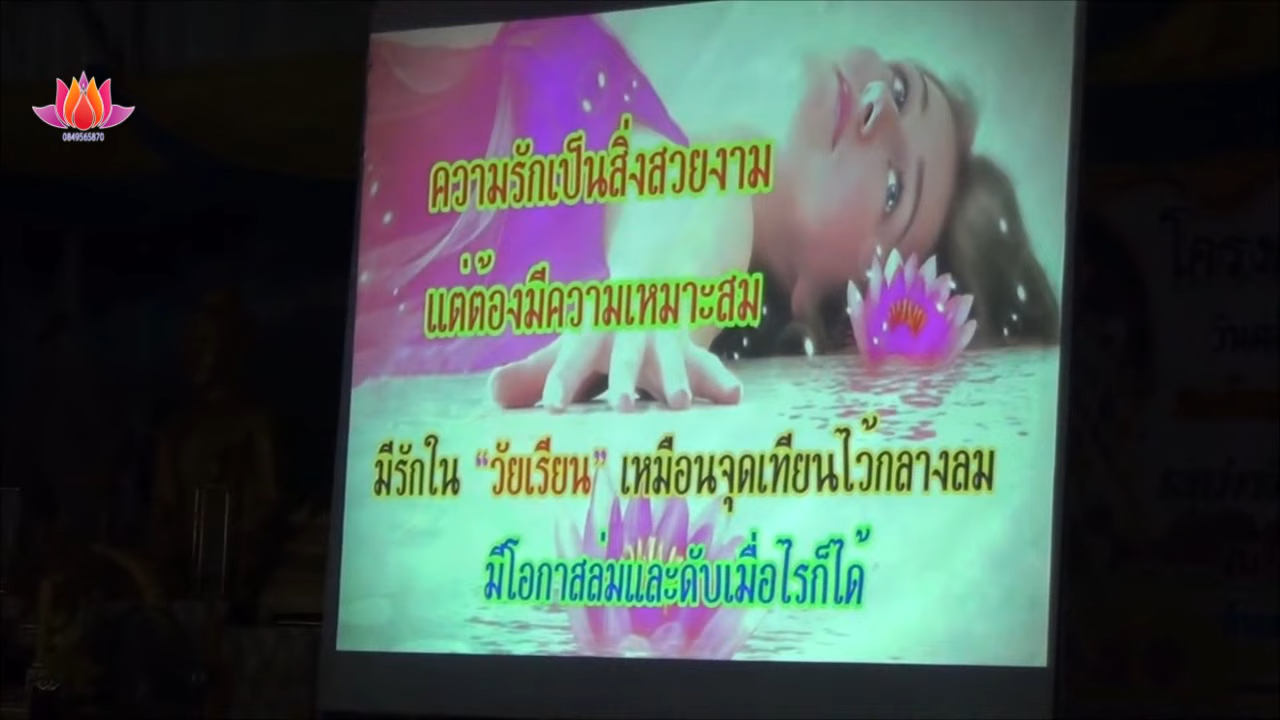 0849565870
ความรักเป็นสิ่งสวยงาม
แต่ต้องมีความเหมาะสม
มีรักใน "วัยเรียน" เหมือนจุดเทียนไว้กลางลม
มีโอกาสล่มและดับเมื่อไรก็ได้